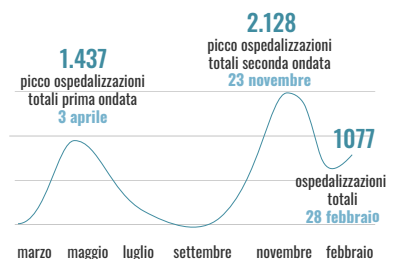 1.437
picco ospedalizzazioni
totali prima ondata
3 aprile
2.128
picco ospedalizzazioni
totali seconda ondata
23 novembre
1077
ospedalizzazioni
totali
28 febbraio
marzo maggio luglio settembre novembre febbraio